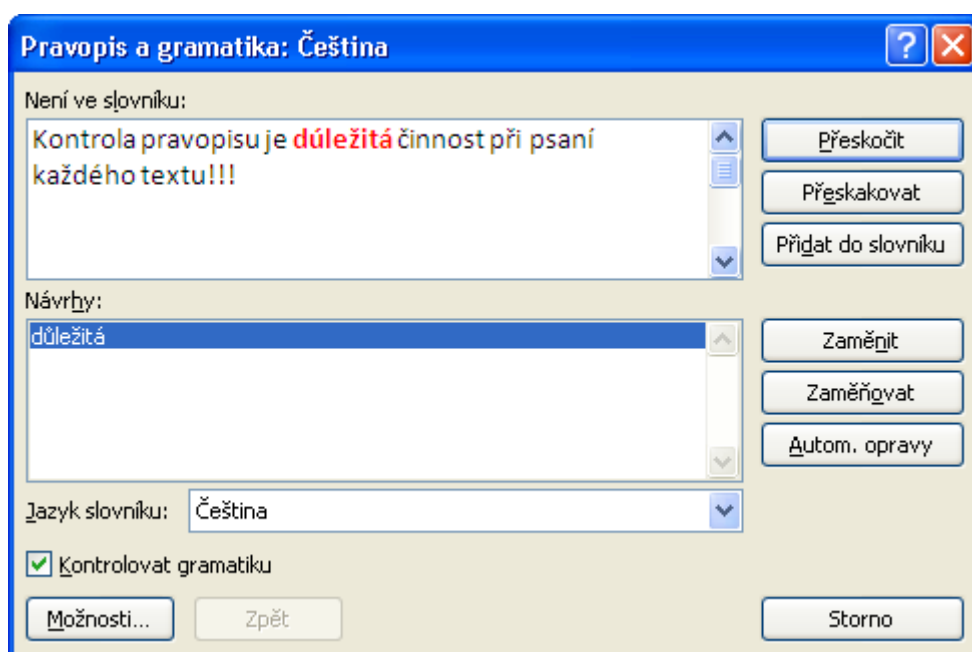 Pravopis a gramatika: Čeština
Není ve slovníku:
Kontrola pravopisu je dúležitá činnost při psaní
každého textu!!!
Přeskočit
Přeskakovat
Přidat do slovníku
Návrhy:
důležitá
Zaměnit
Zaměňovat
Autom. opravy
Jazyk slovníku: Čeština
Kontrolovat gramatiku
Možnosti... Zpět Storno